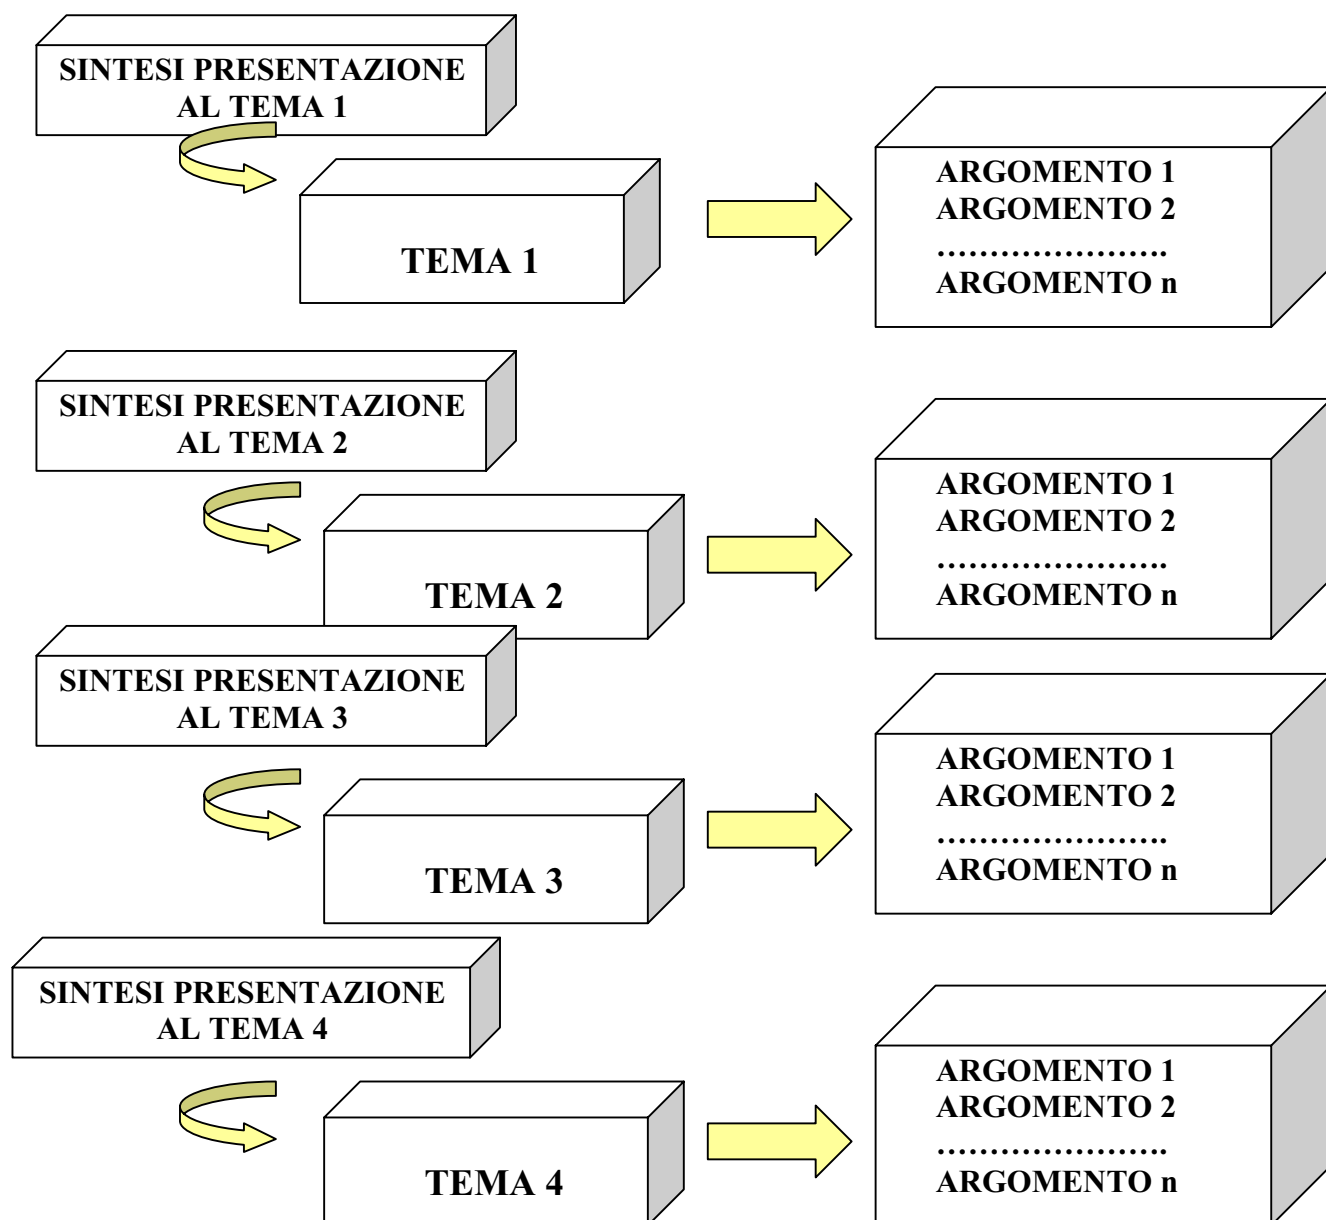 SINTESI PRESENTAZIONE
AL TEMA 1
TEMA 1
ARGOMENTO 1
ARGOMENTO 2
…………………..
ARGOMENTO n
SINTESI PRESENTAZIONE
AL TEMA 2
TEMA 2
ARGOMENTO 1
ARGOMENTO 2
…………………..
ARGOMENTO n
SINTESI PRESENTAZIONE
AL TEMA 3
TEMA 3
ARGOMENTO 1
ARGOMENTO 2
…………………..
ARGOMENTO n
SINTESI PRESENTAZIONE
AL TEMA 4
TEMA 4
ARGOMENTO 1
ARGOMENTO 2
…………………..
ARGOMENTO n